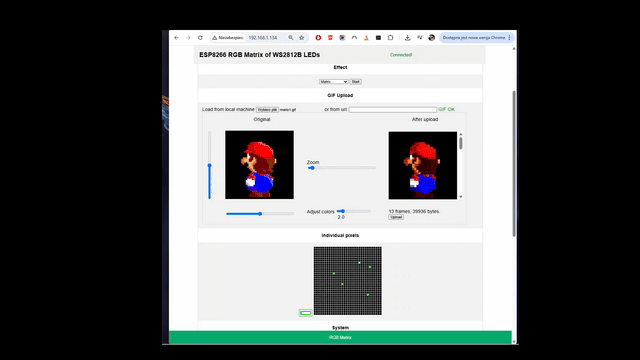 Niezabezpiec.
192.168.1.134
Dostępna jest nowa wersja Chrome
ESP8266 RGB Matrix of WS2812B LEDs
Connected!
Effect
Matrix
Start
GIF Upload
Load from local machine
Wybierz plik
mario1.gif
or from url:
GIF OK
Original
After upload
Zoom
Adjust colors
2.0
13 frames, 39936 bytes.
Upload
Individual pixels
System
RGB Matrix